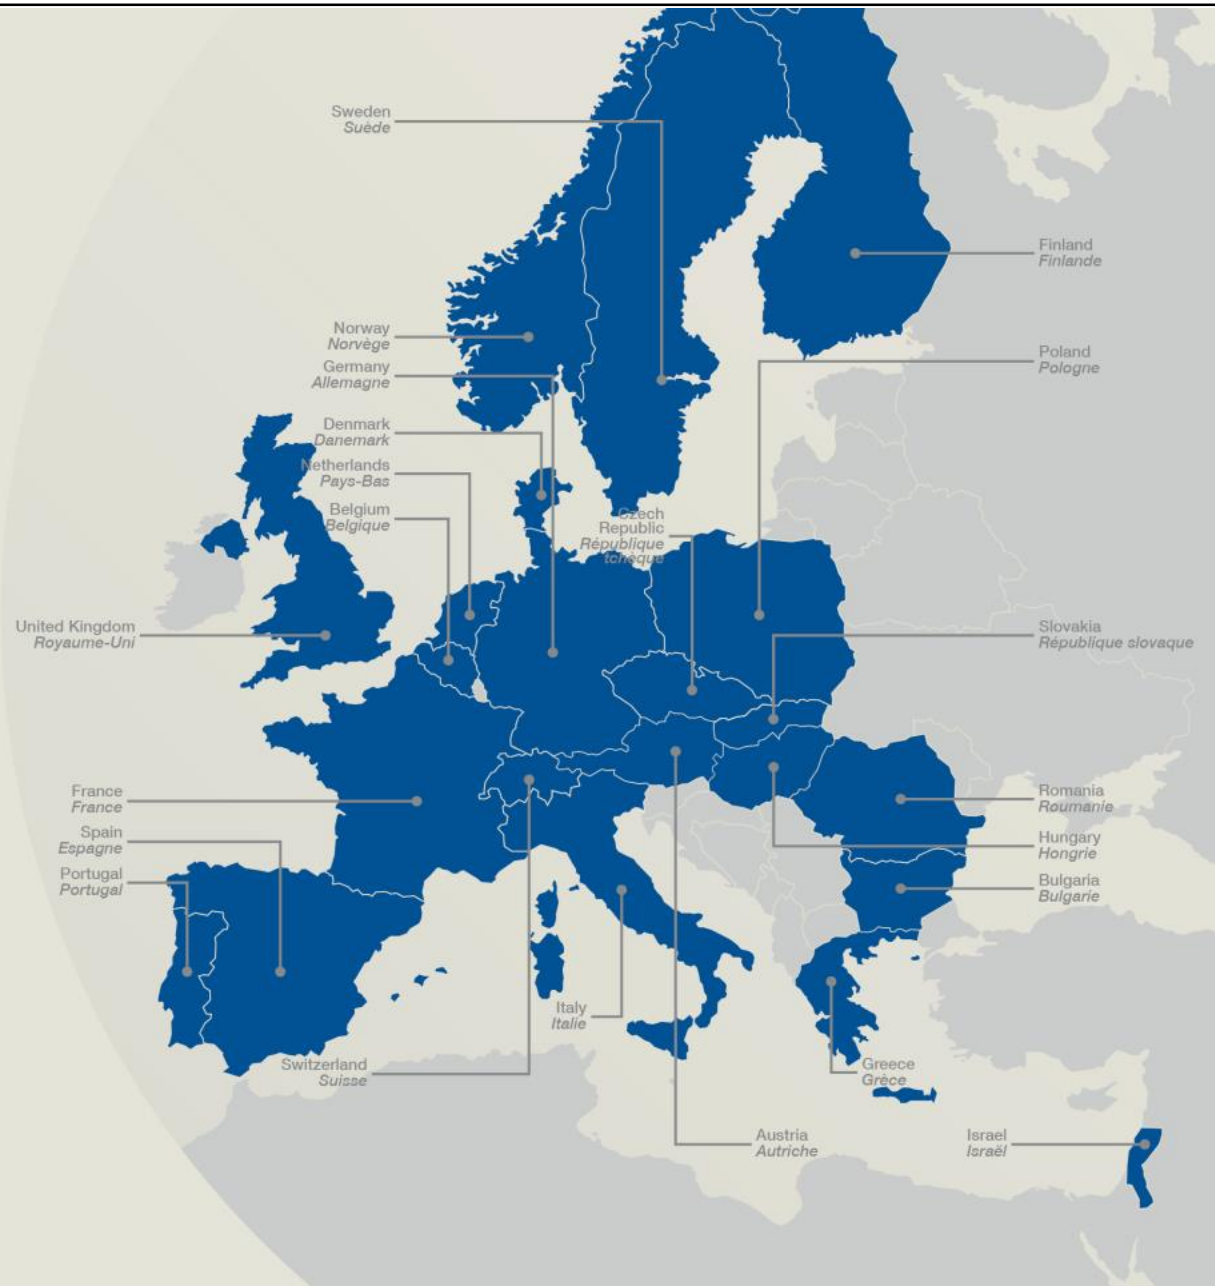 Sweden
Suède
Finland
Finlande
Norway
Norvège
Germany
Allemagne
Poland
Pologne
Denmark
Danemark
Netherlands
Pays-Bas
Belgium
Belgique
Czech
Republic
République
tchèque
United Kingdom
Royaume-Uni
Slovakia
République slovaque
France
France
Romania
Roumanie
Spain
Espagne
Hungary
Hongrie
Portugal
Portugal
Bulgaria
Bulgarie
Italy
Italie
Switzerland
Suisse
Greece
Grèce
Austria
Autriche
Israel
Israël